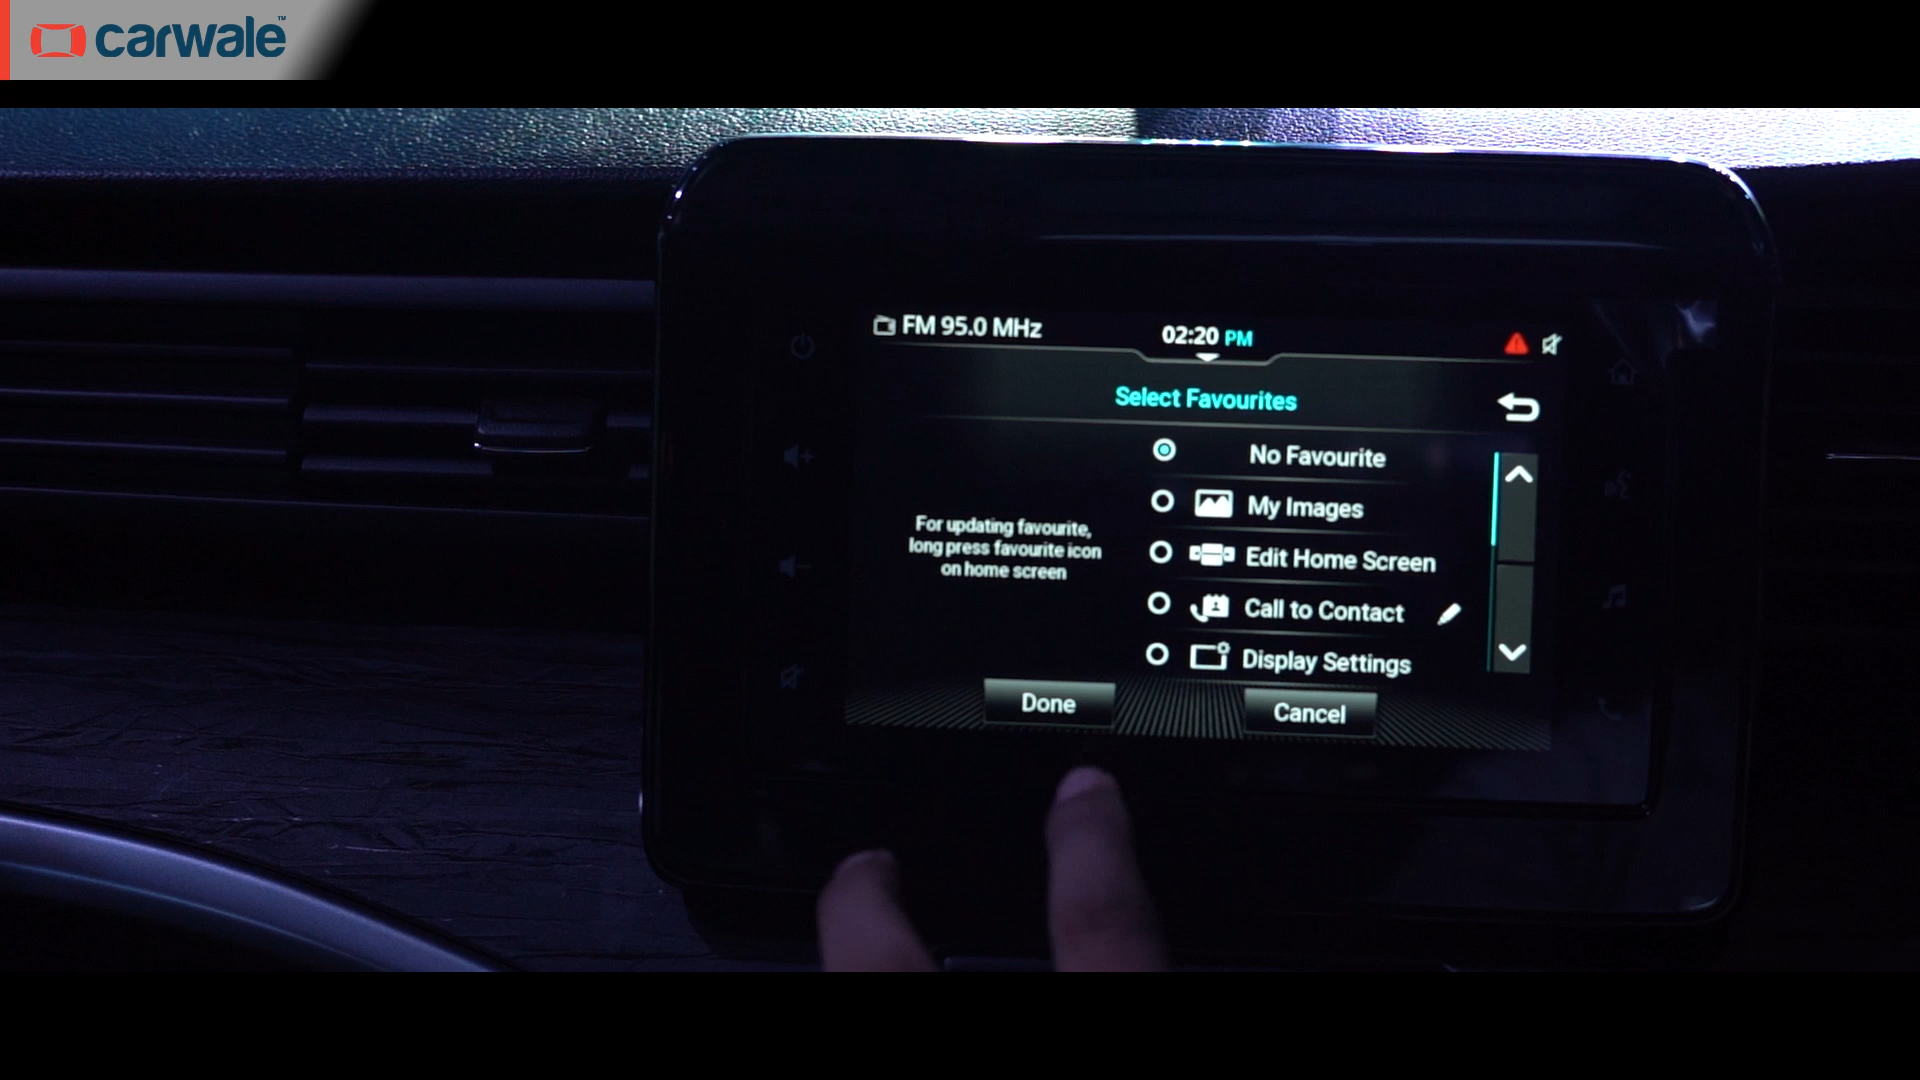 carwale™
FM 95.0 MHz
02:20 PM
Select Favourites
No Favourite
My Images
Edit Home Screen
Call to Contact
Display Settings
For updating favourite,
long press favourite icon
on home screen
Done
Cancel